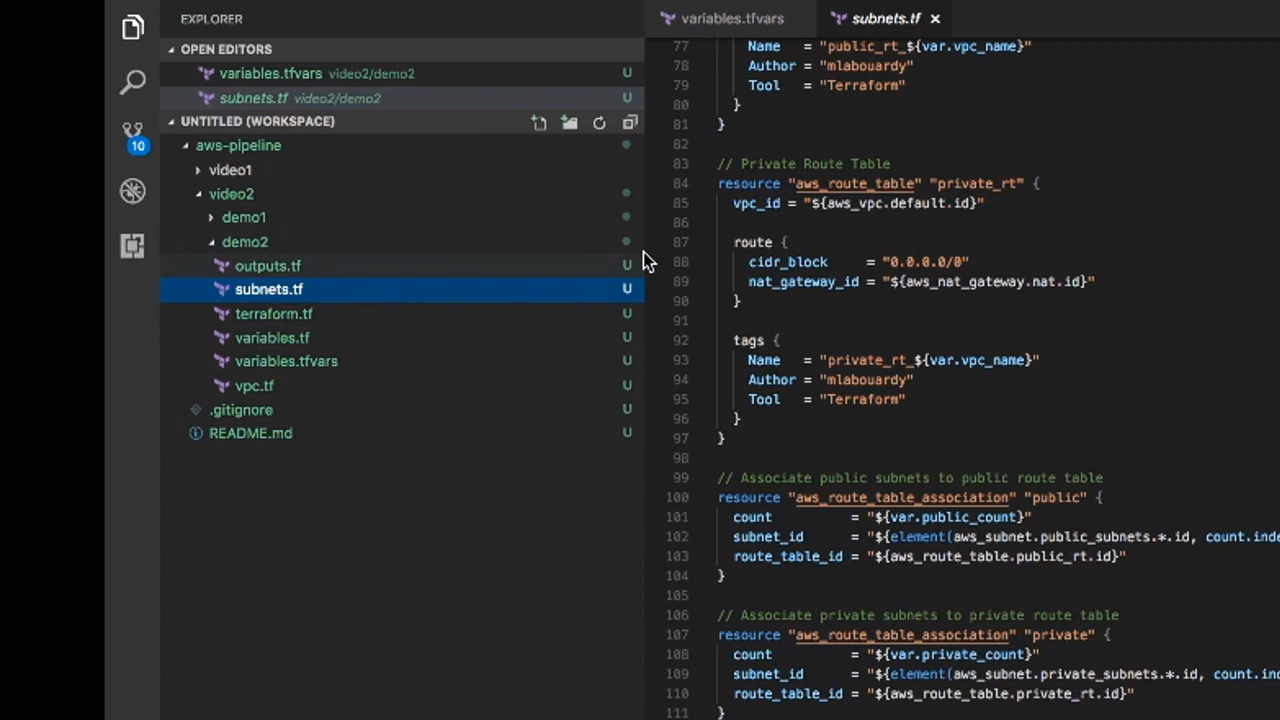 EXPLORER
OPEN EDITORS
variables.tfvars video2/demo2 U
subnets.tf video2/demo2 U
UNTITLED (WORKSPACE)
10
aws-pipeline
video1
video2
demo1
demo2
outputs.tf U
subnets.tf U
terraform.tf U
variables.tf U
variables.tfvars U
vpc.tf U
.gitignore U
README.md U
variables.tfvars subnets.tf ×
77 Name = "public_rt_${var.vpc_name}"
78 Author = "mlabouardy"
79 Tool = "Terraform"
80 }
81 }
82
83 // Private Route Table
84 resource "aws_route_table" "private_rt" {
85 vpc_id = "${aws_vpc.default.id}"
86
87 route {
88 cidr_block = "0.0.0.0/0"
89 nat_gateway_id = "${aws_nat_gateway.nat.id}"
90 }
91
92 tags {
93 Name = "private_rt_${var.vpc_name}"
94 Author = "mlabouardy"
95 Tool = "Terraform"
96 }
97 }
98
99 // Associate public subnets to public route table
100 resource "aws_route_table_association" "public" {
101 count = "${var.public_count}"
102 subnet_id = "${element(aws_subnet.public_subnets.*.id, count.inde
103 route_table_id = "${aws_route_table.public_rt.id}"
104 }
105
106 // Associate private subnets to private route table
107 resource "aws_route_table_association" "private" {
108 count = "${var.private_count}"
109 subnet_id = "${element(aws_subnet.private_subnets.*.id, count.ind
110 route_table_id = "${aws_route_table.private_rt.id}"
111 }